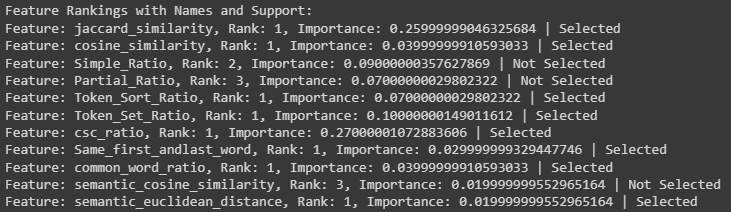 Feature Rankings with Names and Support:
Feature: jaccard_similarity, Rank: 1, Importance: 0.25999999046325684 | Selected
Feature: cosine_similarity, Rank: 1, Importance: 0.03999999910593033 | Selected
Feature: Simple_Ratio, Rank: 2, Importance: 0.09000000357627869 | Not Selected
Feature: Partial_Ratio, Rank: 3, Importance: 0.07000000029802322 | Not Selected
Feature: Token_Sort_Ratio, Rank: 1, Importance: 0.07000000029802322 | Selected
Feature: Token_Set_Ratio, Rank: 1, Importance: 0.10000000149011612 | Selected
Feature: csc_ratio, Rank: 1, Importance: 0.27000001072883606 | Selected
Feature: Same_first_andlast_word, Rank: 1, Importance: 0.029999999329447746 | Selected
Feature: common_word_ratio, Rank: 1, Importance: 0.03999999910593033 | Selected
Feature: semantic_cosine_similarity, Rank: 3, Importance: 0.019999999552965164 | Not Selected
Feature: semantic_euclidean_distance, Rank: 1, Importance: 0.019999999552965164 | Selected